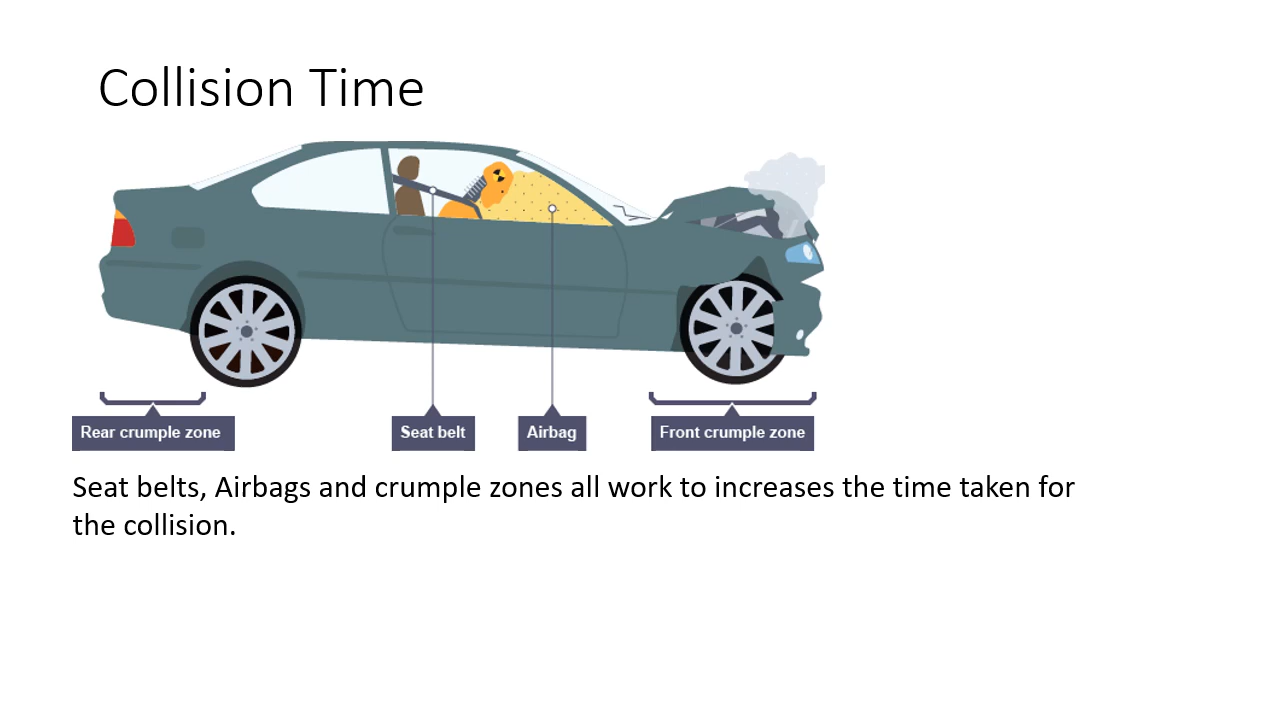 Collision Time
Rear crumple zone
Seat belt
Airbag
Front crumple zone
Seat belts, Airbags and crumple zones all work to increases the time taken for
the collision.